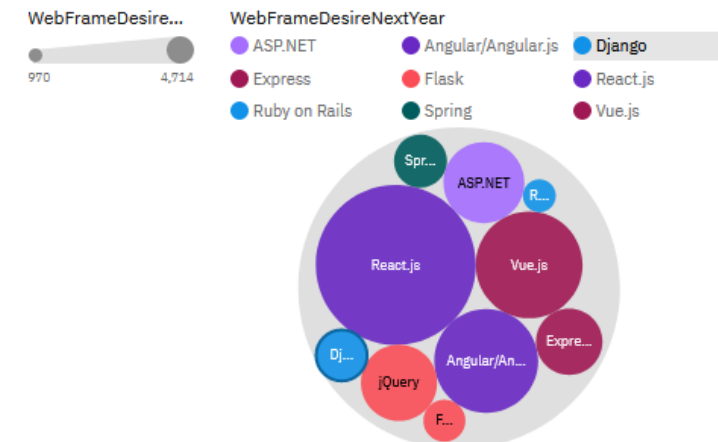 WebFrameDesire... WebFrameDesireNextYear
ASP.NET Angular/Angular.js Django
970 4,714
Express Flask React.js
Ruby on Rails Spring Vue.js
Spr... ASP.NET
R...
React.js Vue.js
Expre...
Dj... Angular/An...
jQuery
F...